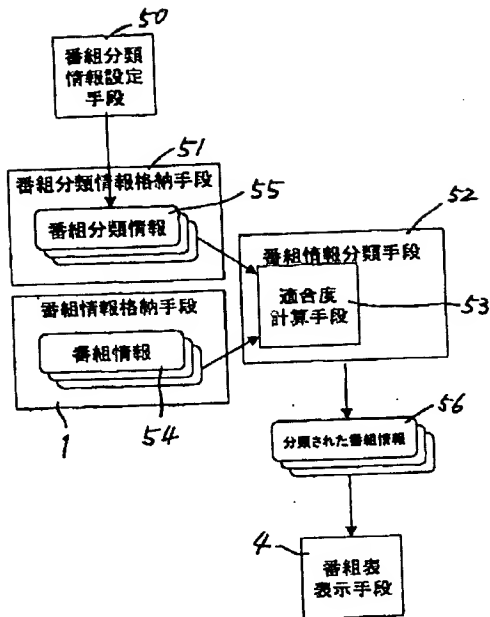 50
番組分類
情報設定
手段
51
番組分類情報格納手段
55
番組分類情報
52
番組情報分類手段
適合度
計算手段
53
番組情報格納手段
番組情報
1
54
56
分類された番組情報
4
番組表
表示手段